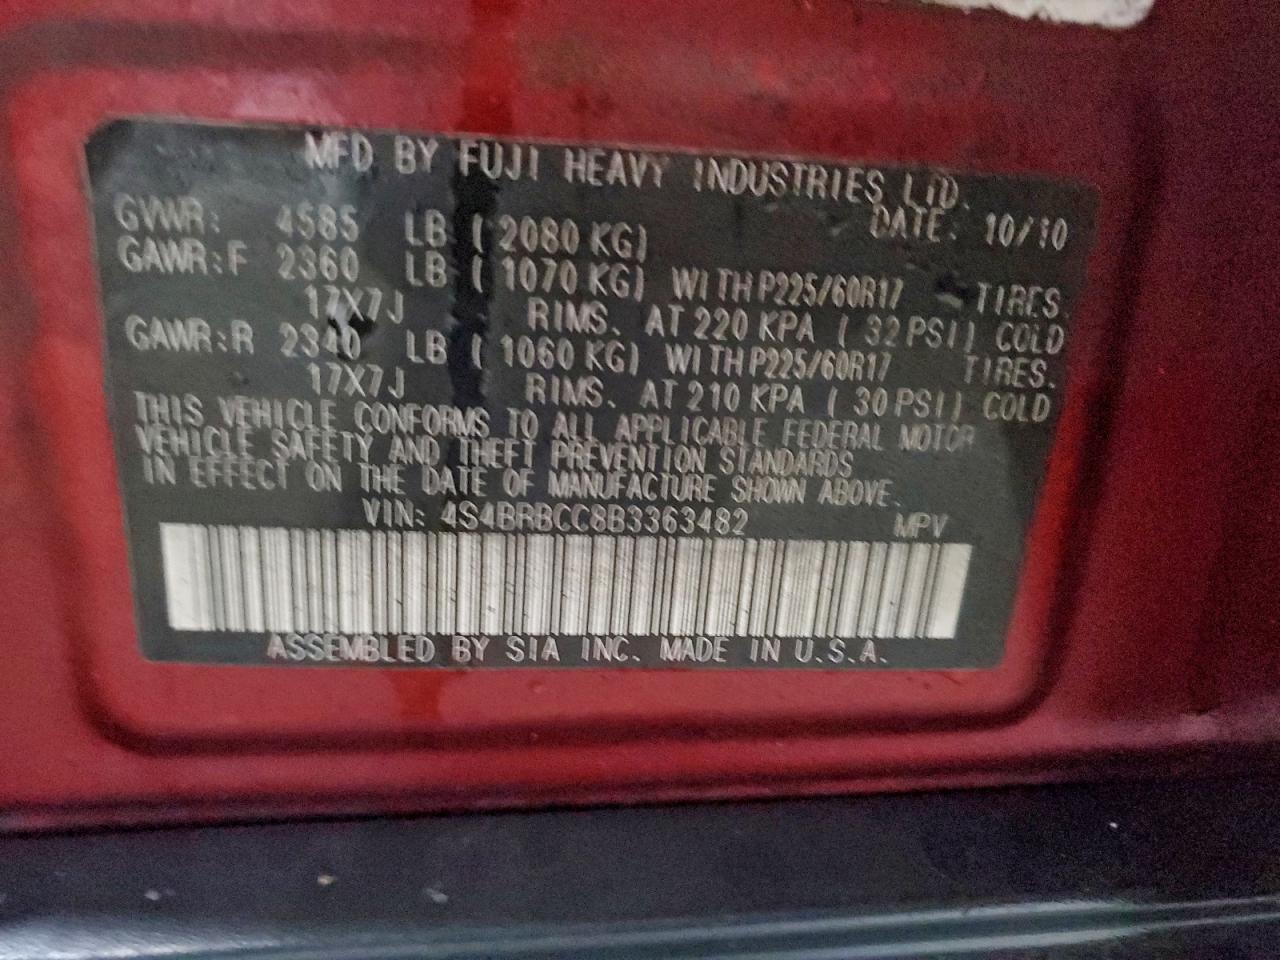 MFD. BY FUJI HEAVY INDUSTRIES, LTD.
DATE. 10/10
GVWR: 4585 LB (2080 KG)
GAWR:F 2360 LB (1070 KG) WITH P225/60R17 TIRES.
17X7J RIMS. AT 220 KPA (32 PSI) COLD
GAWR:R 2340 LB (1060 KG) WITH P225/60R17 TIRES.
17X7J RIMS. AT 210 KPA (30 PSI) COLD
THIS VEHICLE CONFORMS TO ALL APPLICABLE FEDERAL MOTOR
VEHICLE SAFETY AND THEFT PREVENTION STANDARDS
IN EFFECT ON THE DATE OF MANUFACTURE SHOWN ABOVE.
VIN: 4S4BRBCC8B3363482 MPV
ASSEMBLED BY SIA INC. MADE IN U.S.A.